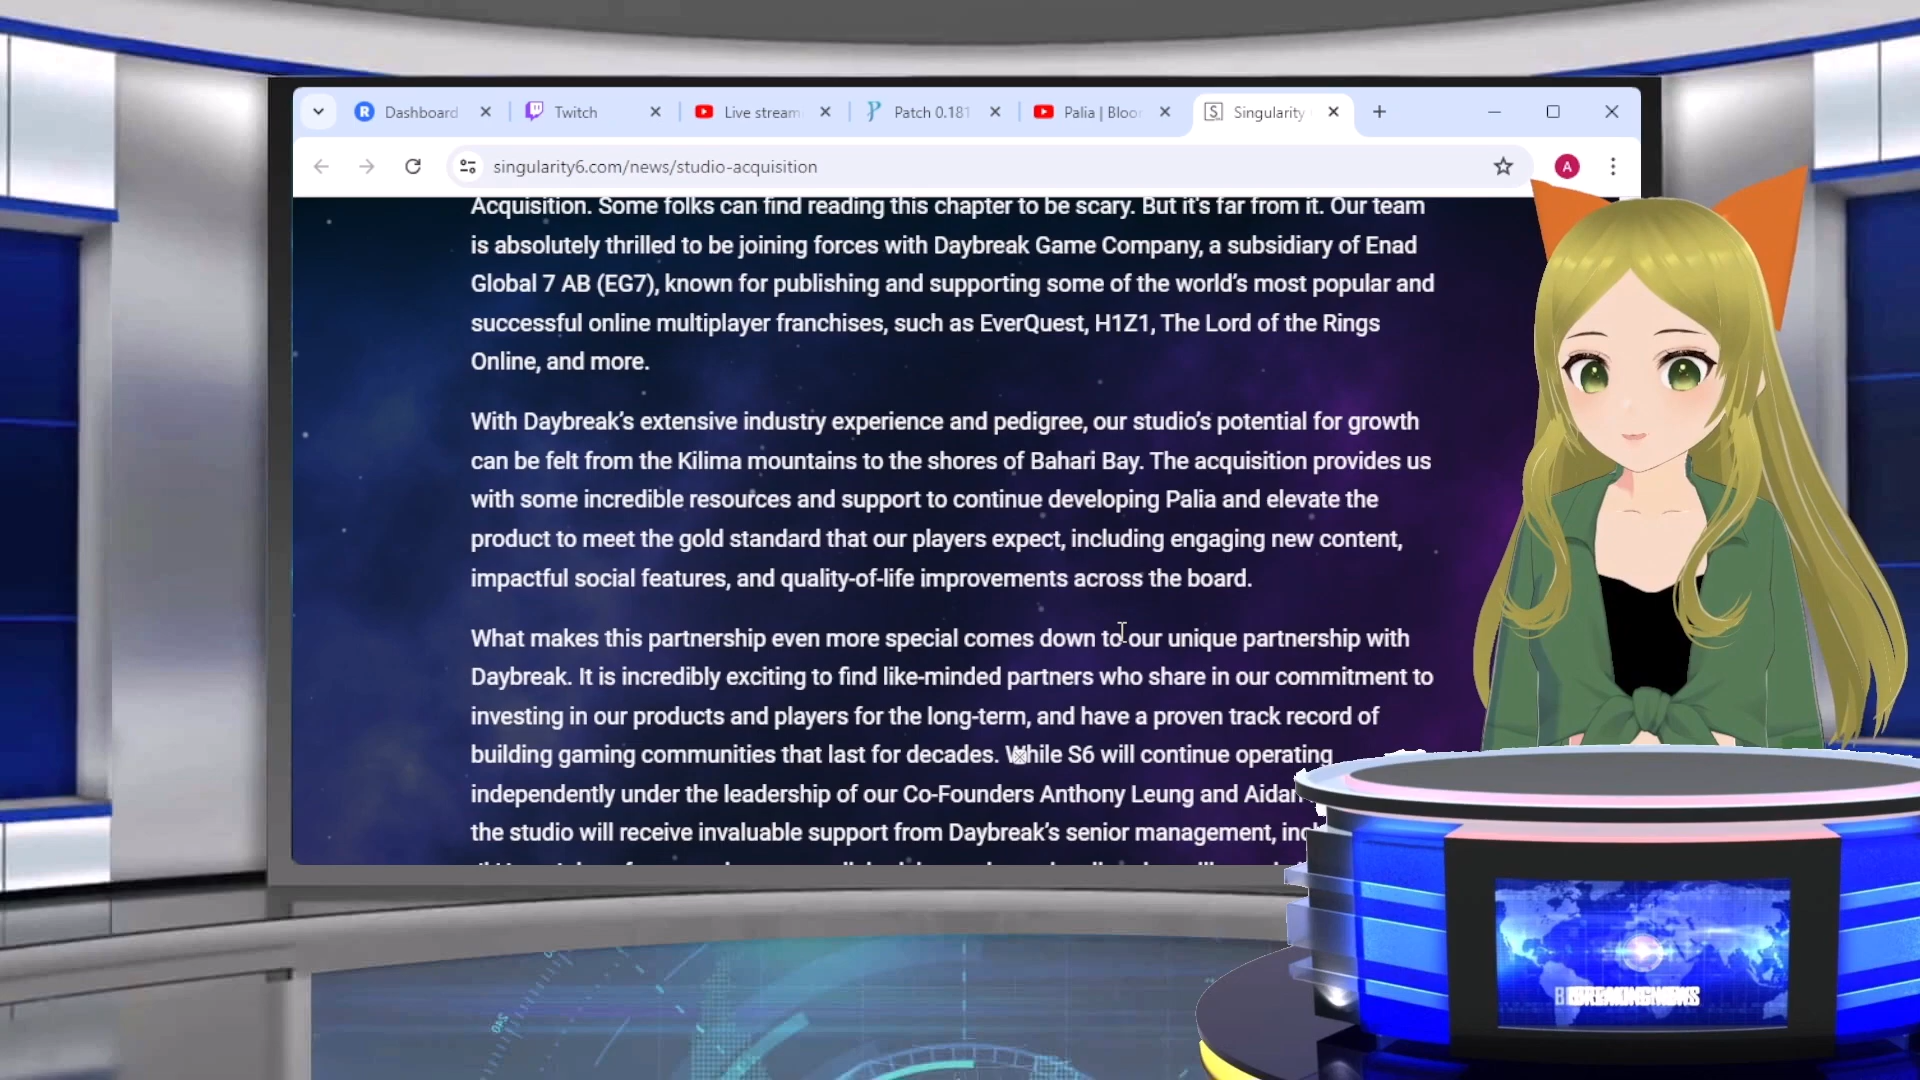 Dashboard
Twitch
Live stream
Patch 0.181
Palia | Bloo
Singularity
singularity6.com/news/studio-acquisition
A
Acquisition. Some folks can find reading this chapter to be scary. But it's far from it. Our team
is absolutely thrilled to be joining forces with Daybreak Game Company, a subsidiary of Enad
Global 7 AB (EG7), known for publishing and supporting some of the world’s most popular and
successful online multiplayer franchises, such as EverQuest, H1Z1, The Lord of the Rings
Online, and more.
With Daybreak’s extensive industry experience and pedigree, our studio’s potential for growth
can be felt from the Kilima mountains to the shores of Bahari Bay. The acquisition provides us
with some incredible resources and support to continue developing Palia and elevate the
product to meet the gold standard that our players expect, including engaging new content,
impactful social features, and quality-of-life improvements across the board.
What makes this partnership even more special comes down to our unique partnership with
Daybreak. It is incredibly exciting to find like-minded partners who share in our commitment to
investing in our products and players for the long-term, and have a proven track record of
building gaming communities that last for decades. While S6 will continue operating
independently under the leadership of our Co-Founders Anthony Leung and Aidan
the studio will receive invaluable support from Daybreak’s senior management, inc
240